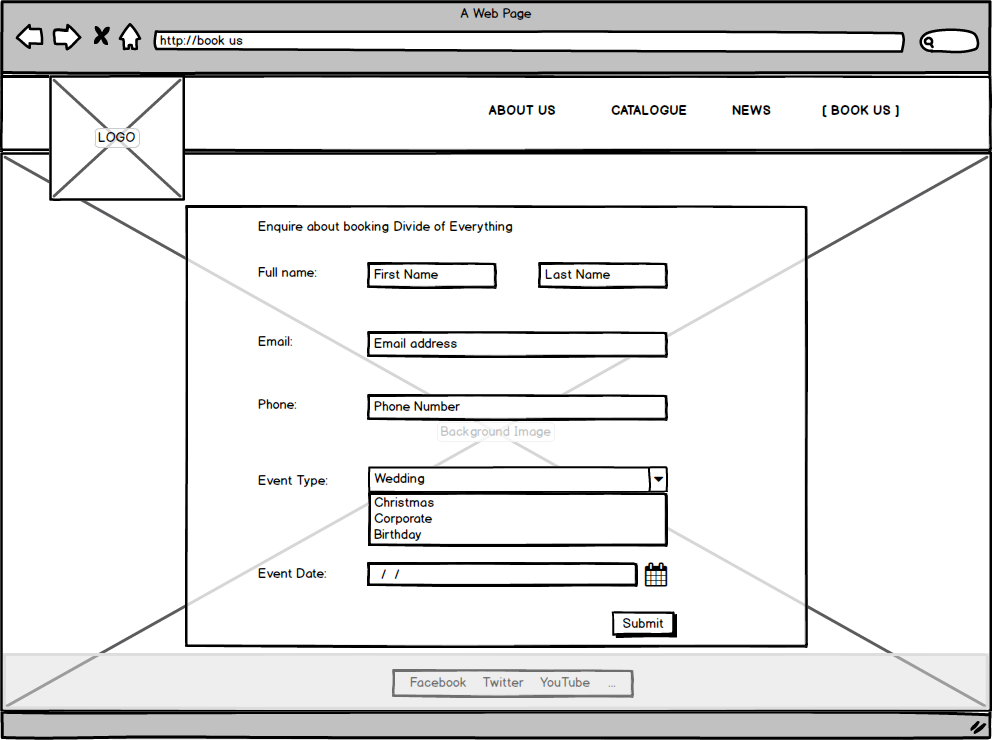 A Web Page
http://book us
LOGO
ABOUT US CATALOGUE NEWS [ BOOK US ]
Enquire about booking Divide of Everything
Full name: First Name Last Name
Email: Email address
Phone: Phone Number
Background Image
Event Type: Wedding
Christmas
Corporate
Birthday
Event Date: / /
Submit
Facebook Twitter YouTube ...